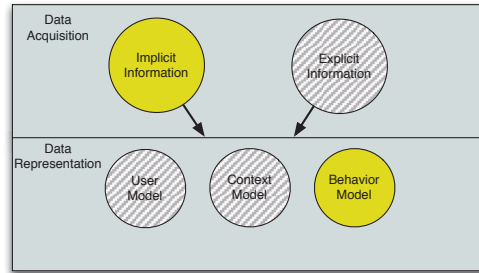 Data
Acquisition
Implicit
Information
Explicit
Information
Data
Representation
User
Model
Context
Model
Behavior
Model